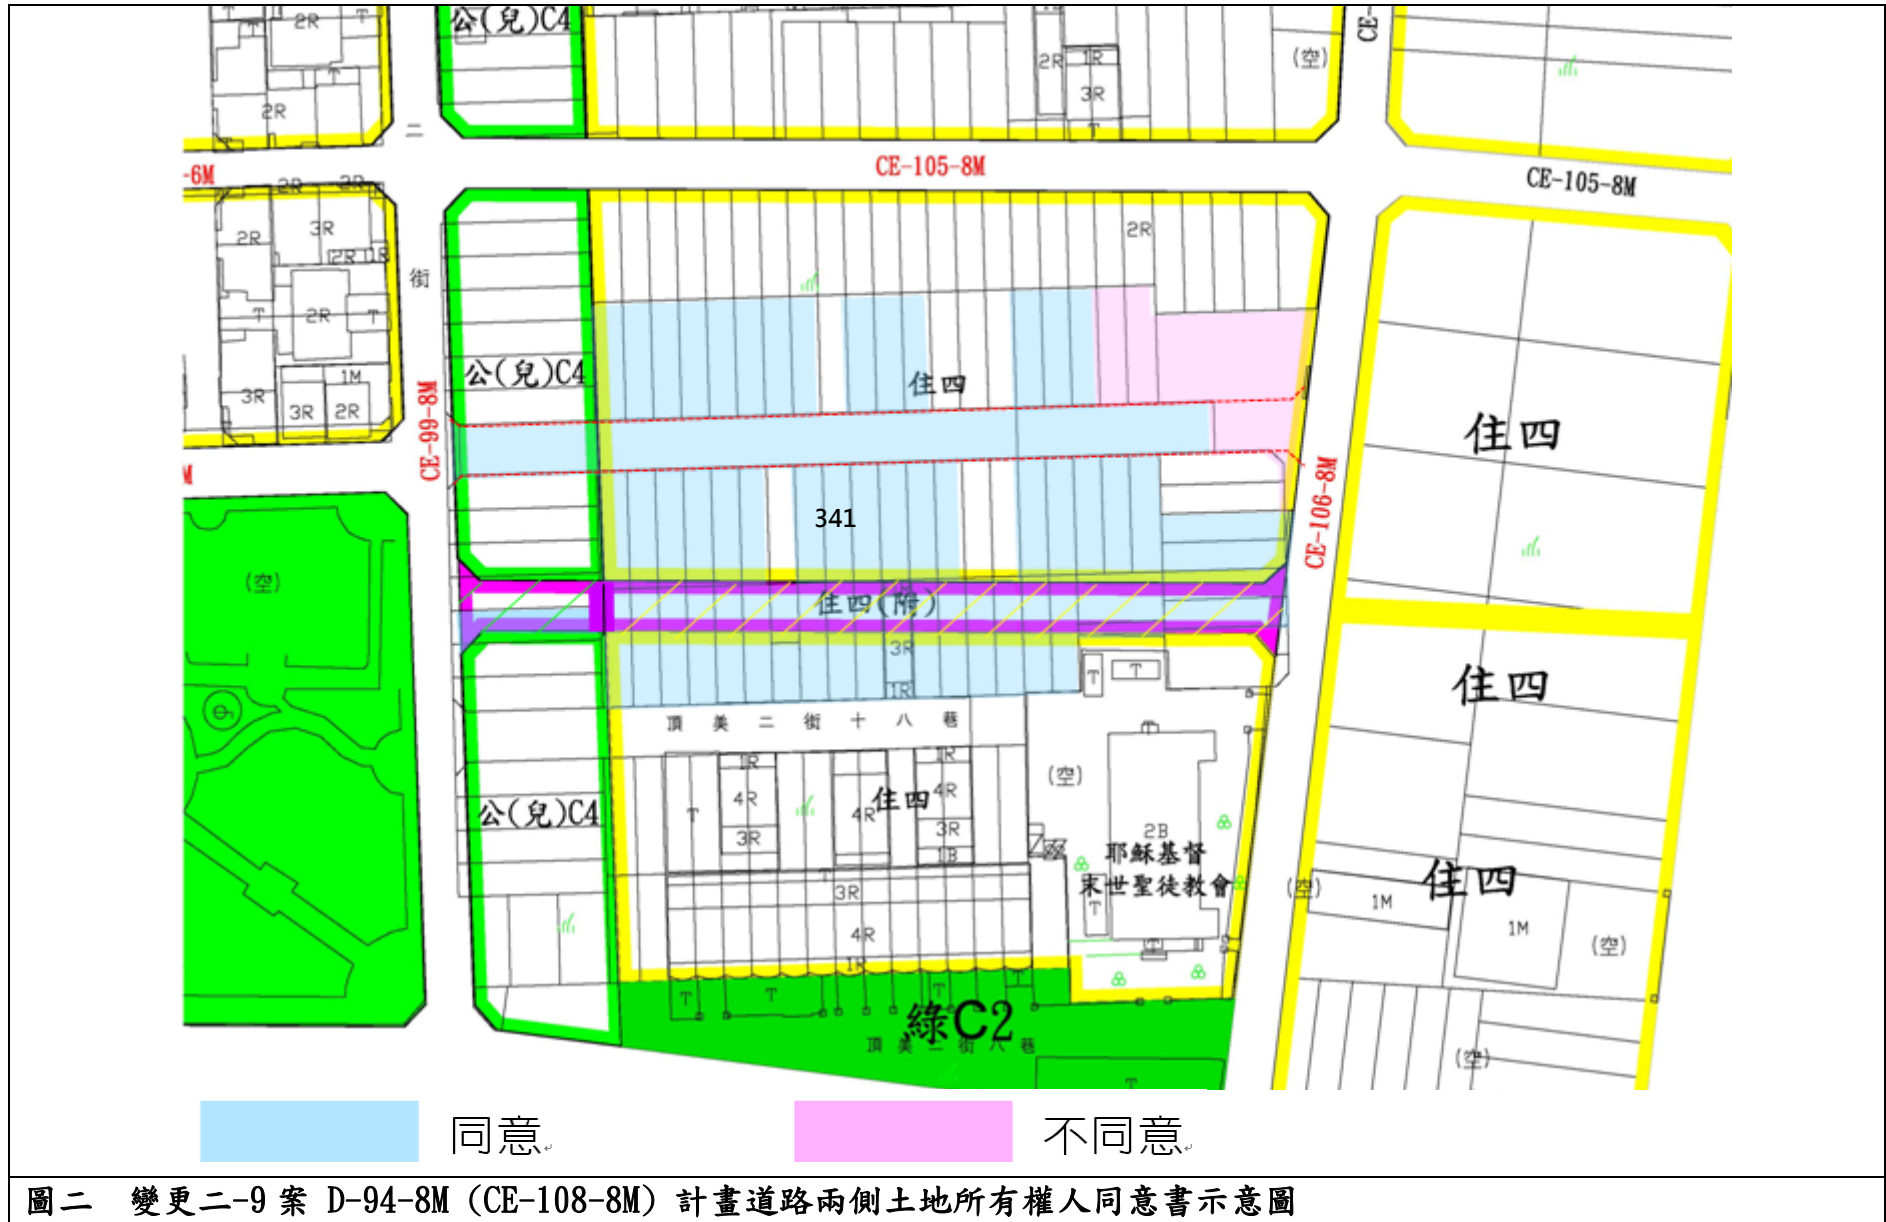 2R
T
T
公(兒)C4
2R
1R
3R
T
(空)
CE-
T
2R
二
CE-105-8M
-6M
2R
3R
CE-105-8M
3R
2R
2R
1R
街
2R
T
2R
T
公(兒)C4
住四
1M
3R
3R
2R
CE-99-8M
住四
M
341
CE-106-8M
(空)
住四(附)
3R
T
T
1R
住四
頂美二街十八巷
1R
1R
(空)
4R
4R
住四
4R
T
公(兒)C4
3R
3R
1B
2B
耶穌基督
末世聖徒教會
T
3R
T
(空)
住四
1M
1M
(空)
4R
1R
T
T
T
T
T
綠C2
頂美二街八巷
T
(空)
同意
不同意
圖二 變更二-9案 D-94-8M (CE-108-8M) 計畫道路兩側土地所有權人同意書示意圖